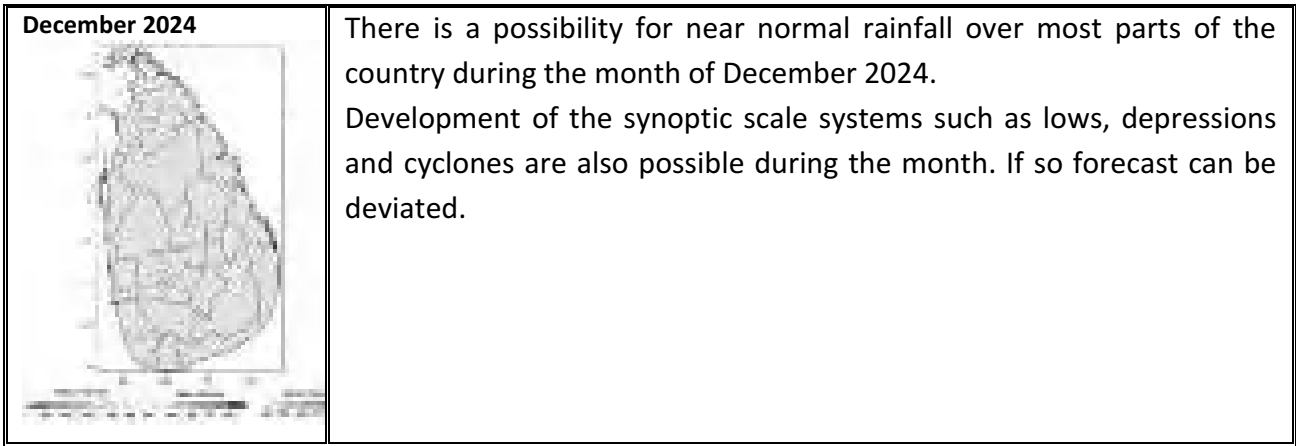 December 2024
There is a possibility for near normal rainfall over most parts of the
country during the month of December 2024.
Development of the synoptic scale systems such as lows, depressions
and cyclones are also possible during the month. If so forecast can be
deviated.